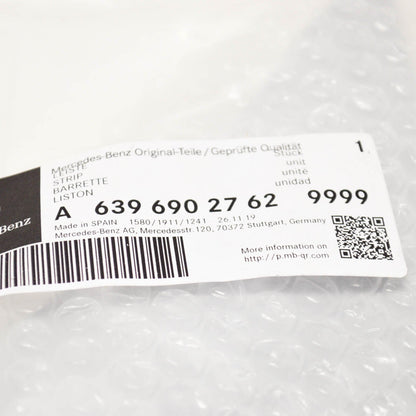 Mercedes-Benz Original-Teile / Geprüfte Qualität
1
LEISTE Stück
STRIP unit
BARRETTE unité
LISTON unidad
A 639 690 27 62 9999
Benz
Made in SPAIN 1580/1911/1241 26.11.19
Mercedes-Benz AG, Mercedesstr.120, 70372 Stuttgart, Germany
More information on
http://p.mb-qr.com/